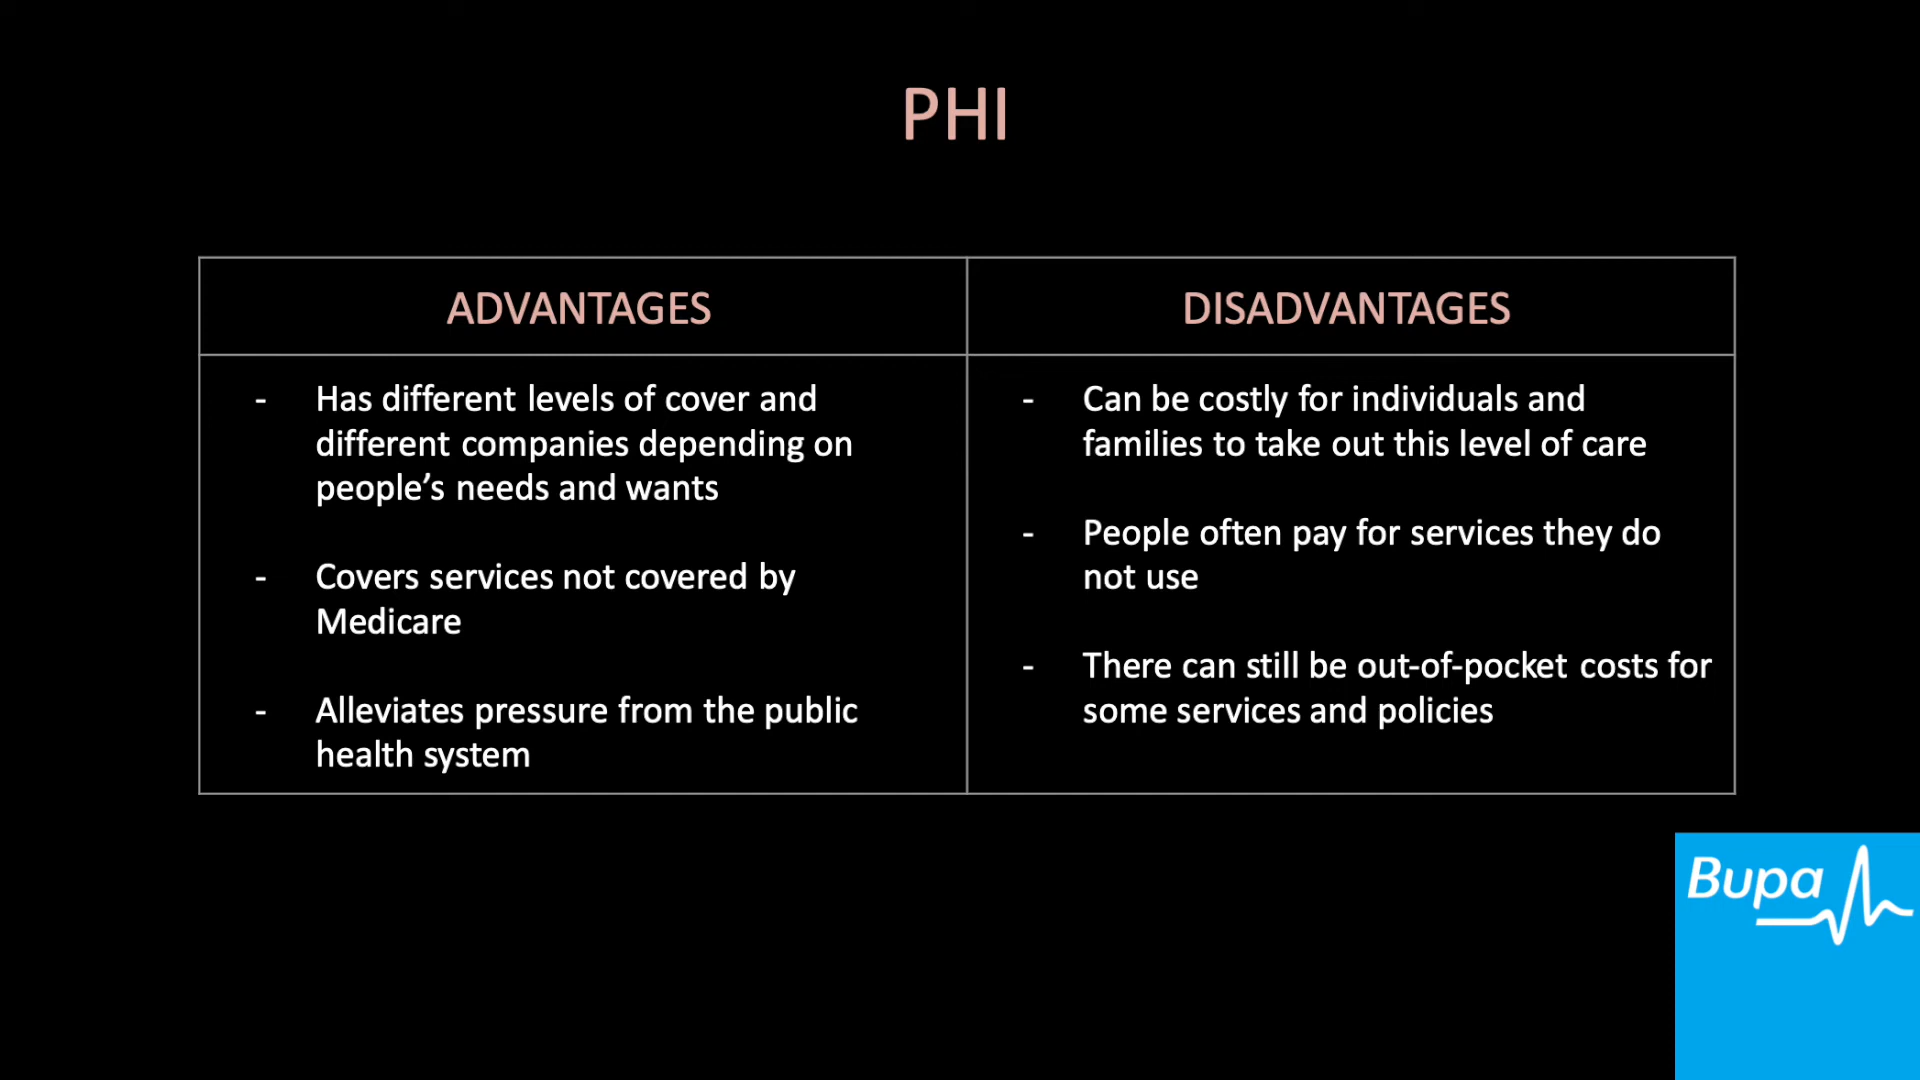 PHI
ADVANTAGES
DISADVANTAGES
- Has different levels of cover and
different companies depending on
people’s needs and wants
- Covers services not covered by
Medicare
- Alleviates pressure from the public
health system
- Can be costly for individuals and
families to take out this level of care
- People often pay for services they do
not use
- There can still be out-of-pocket costs for
some services and policies
Bupa